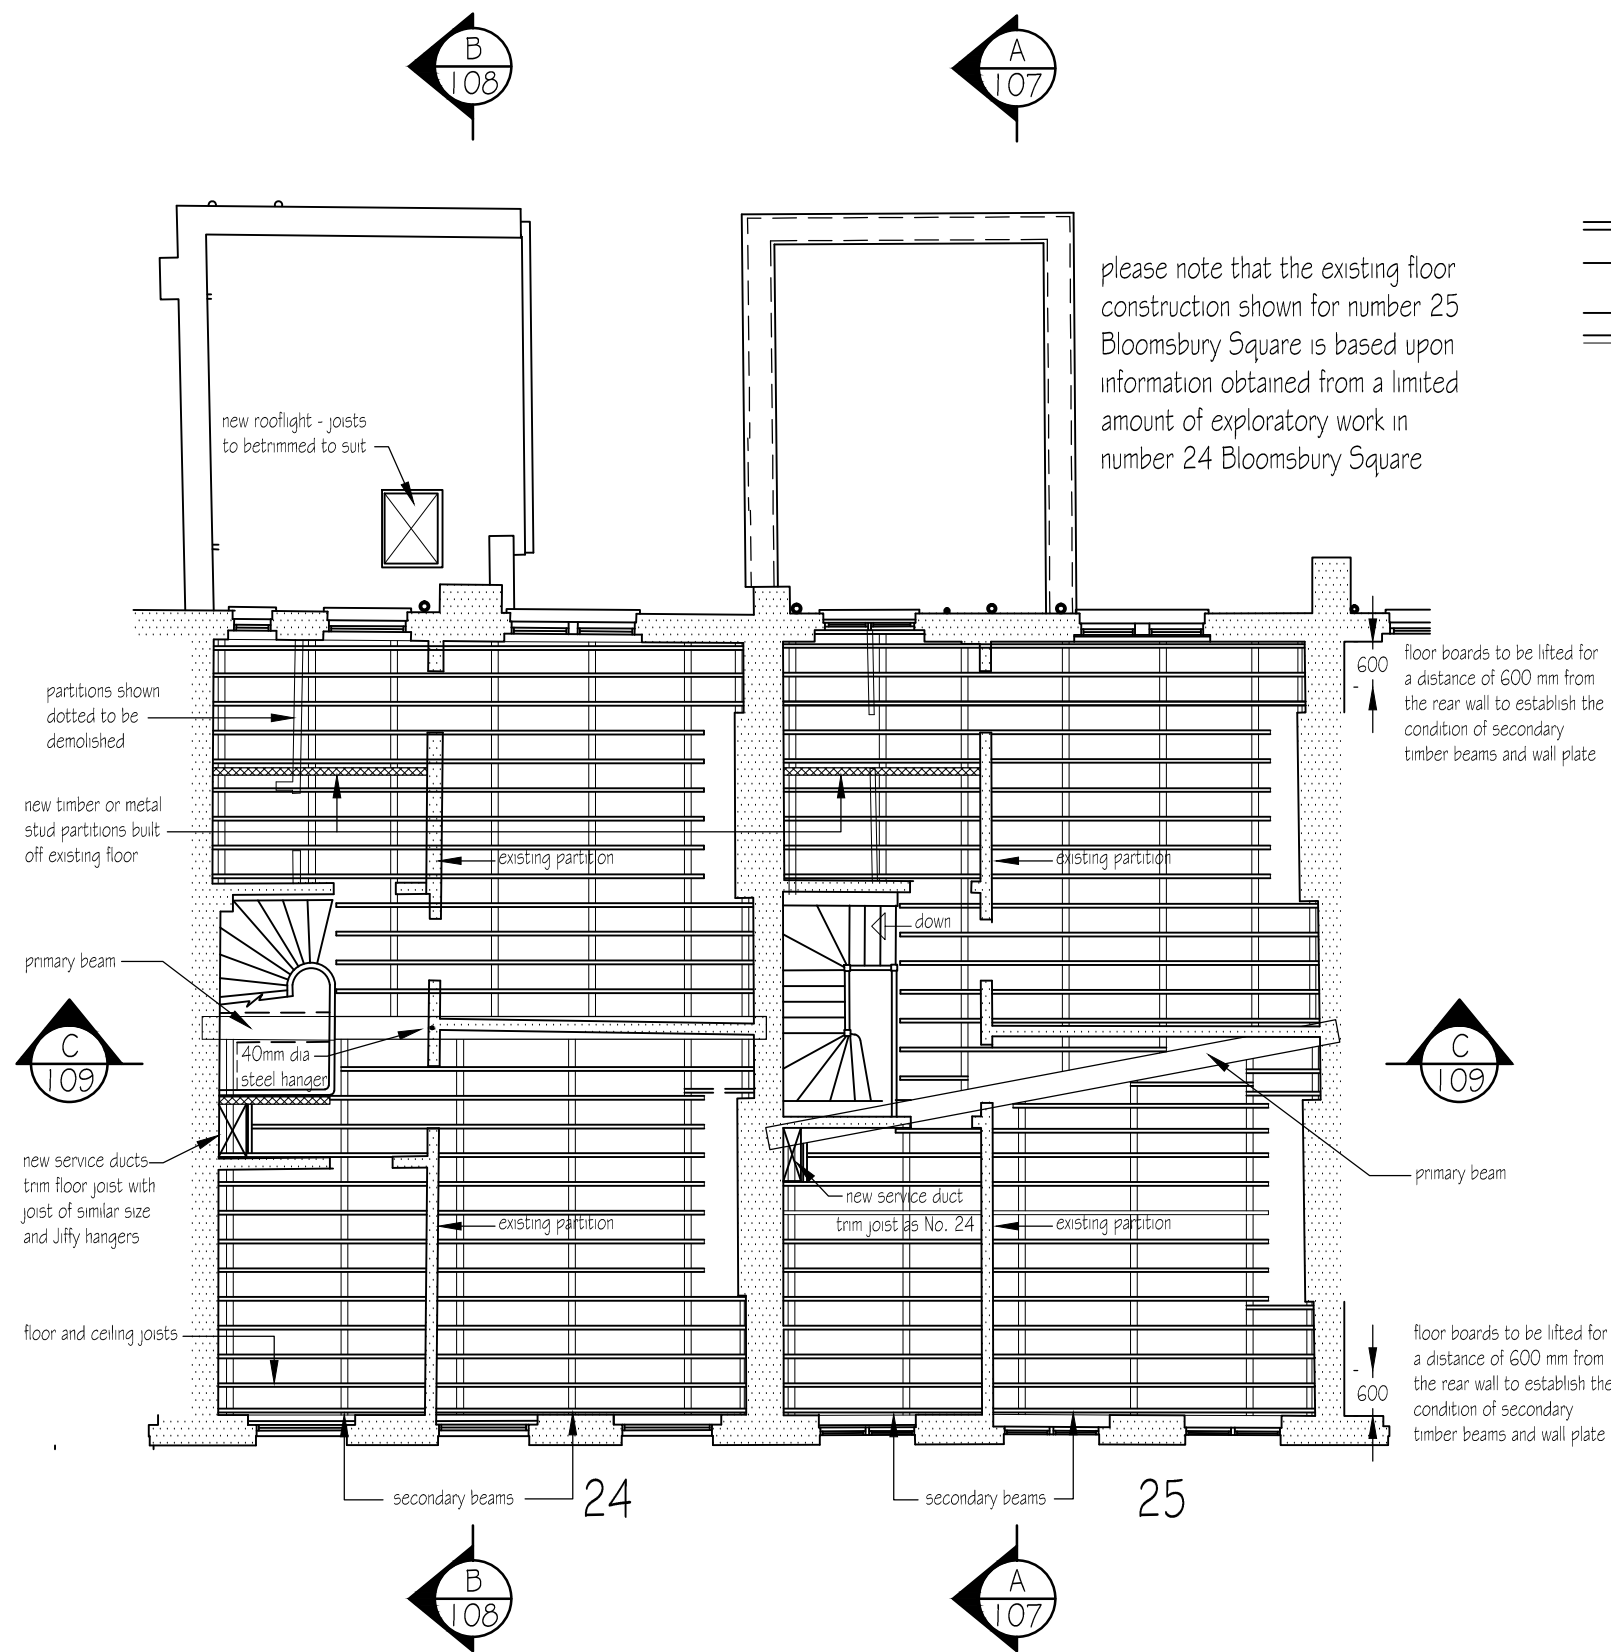 B
108
A
107
please note that the existing floor
construction shown for number 25
Bloomsbury Square is based upon
information obtained from a limited
amount of exploratory work in
number 24 Bloomsbury Square
new rooflight - joists
to betrimmed to suit
600
floor boards to be lifted for
a distance of 600 mm from
the rear wall to establish the
condition of secondary
timber beams and wall plate
partitions shown
dotted to be
demolished
new timber or metal
stud partitions built
off existing floor
existing partition
existing partition
down
primary beam
C
109
40mm dia
steel hanger
C
109
new service ducts
trim floor joist with
joist of similar size
and Jiffy hangers
primary beam
new service duct
trim joist as No. 24
existing partition
existing partition
floor and ceiling joists
600
floor boards to be lifted for
a distance of 600 mm from
the rear wall to establish the
condition of secondary
timber beams and wall plate
secondary beams
24
secondary beams
25
B
108
A
107